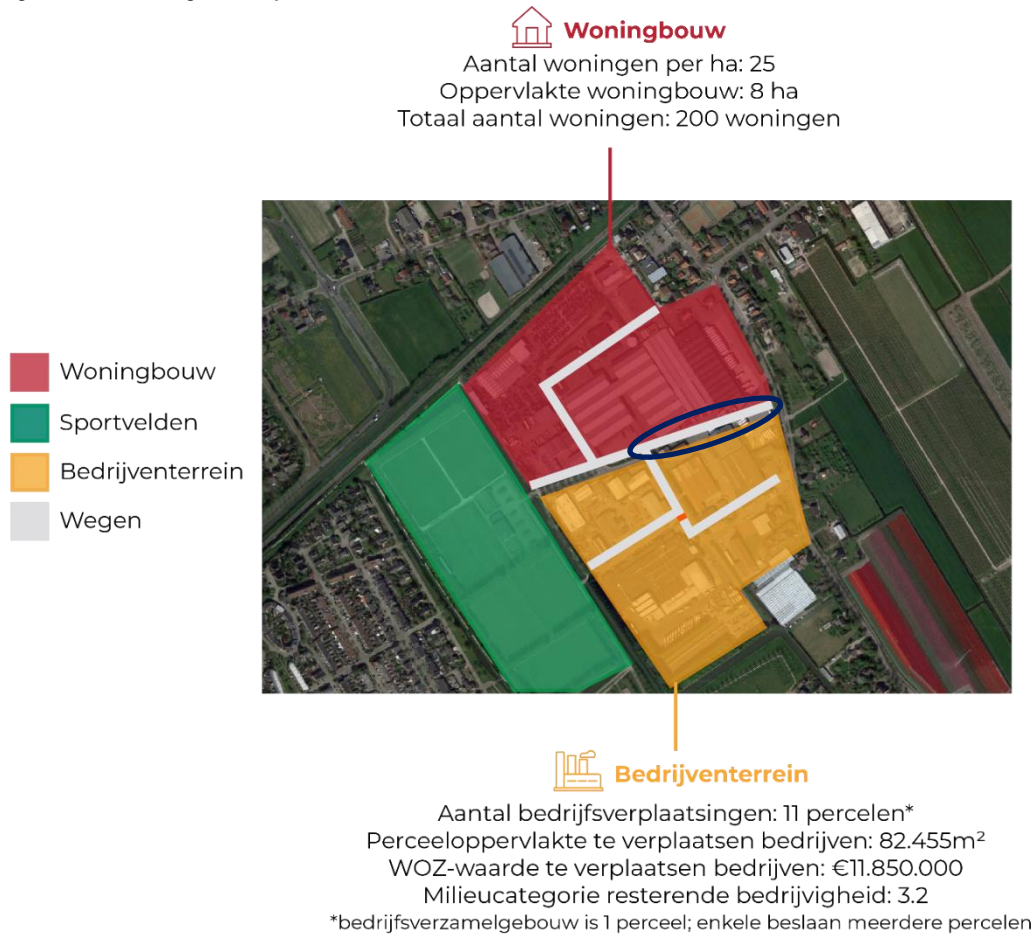 Woningbouw
Aantal woningen per ha: 25
Oppervlakte woningbouw: 8 ha
Totaal aantal woningen: 200 woningen
Woningbouw
Sportvelden
Bedrijventerrein
Wegen
Bedrijventerrein
Aantal bedrijfsverplaatsingen: 11 percelen*
Perceeloppervlakte te verplaatsen bedrijven: 82.455m²
WOZ-waarde te verplaatsen bedrijven: €11.850.000
Milieucategorie resterende bedrijvigheid: 3.2
*bedrijfsverzamelgebouw is 1 perceel; enkele beslaan meerdere percelen